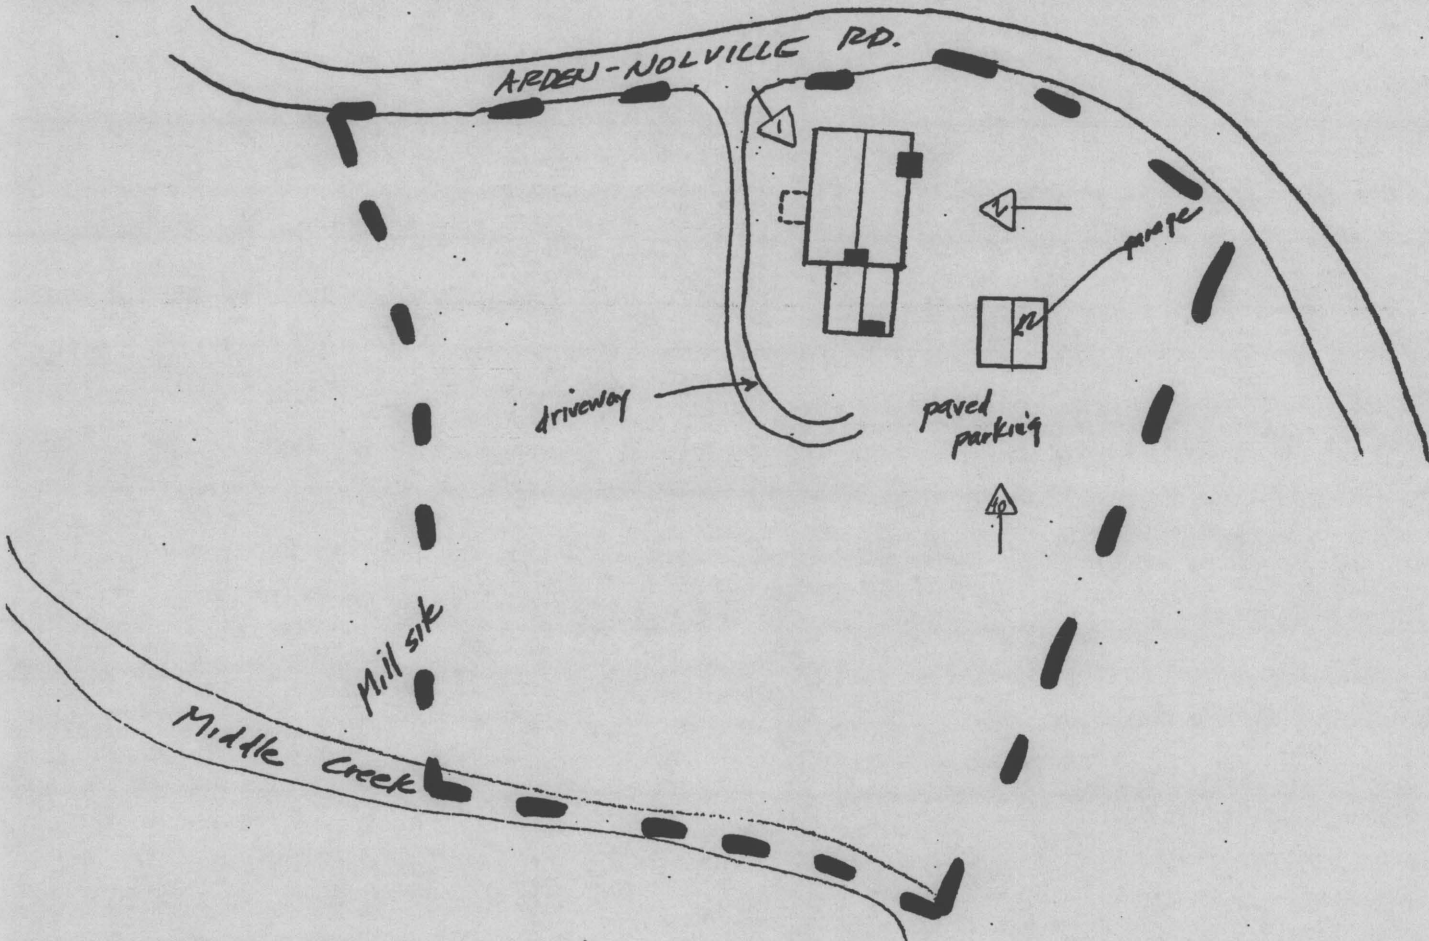 ARDEN-NOLVILLE RD.
1
2
garage
N
driveway
paved
parking
10
Mill site
Middle Creek